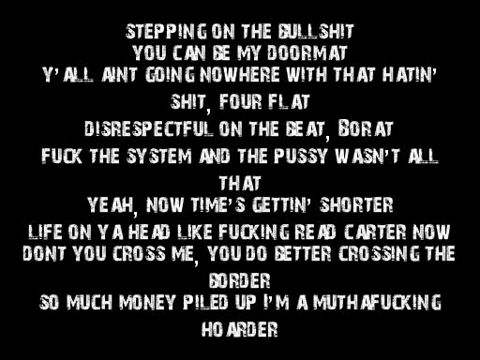 STEPPING ON THE BULLSHIT
YOU CAN BE MY DOORMAT
Y'ALL AINT GOING NOWHERE WITH THAT HATIN'
SHIT, FOUR FLAT
DISRESPECTFUL ON THE BEAT, BORAT
FUCK THE SYSTEM AND THE PUSSY WASN'T ALL
THAT
YEAH, NOW TIME'S GETTIN' SHORTER
LIFE ON YA HEAD LIKE FUCKING READ CARTER NOW
DONT YOU CROSS ME, YOU DO BETTER CROSSING THE
BORDER
SO MUCH MONEY PILED UP I'M A MUTHAFUCKING
HOARDER